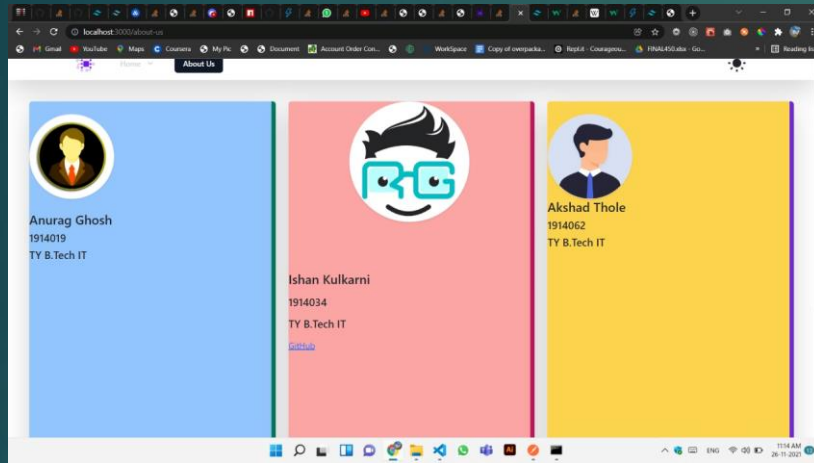 localhost:3000/about-us
Gmail YouTube Maps Coursera My Pic Document Account Order Con... WorkSpace Copy of overpacka... Replit - Courageou... FINAL450.xlsx - Go... » Reading lis
Home About Us
Anurag Ghosh
1914019
TY B.Tech IT
RG
Ishan Kulkarni
1914034
TY B.Tech IT
GitHub
Akshad Thole
1914062
TY B.Tech IT
ENG
11:14 AM
26-11-2021